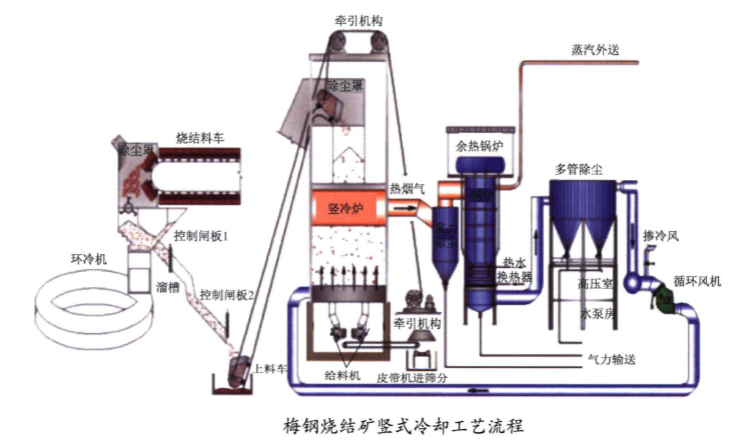 牵引机构
蒸汽外送
除尘罩
烧结料车
除尘罩
余热锅炉
多管除尘
热烟气
竖冷炉
控制闸板1
掺冷风
环冷机
热水
换热器
高压室
循环风机
溜槽
控制闸板2
牵引机构
水泵房
上料车
给料机
皮带机进筛分
气力输送
梅钢烧结矿竖式冷却工艺流程